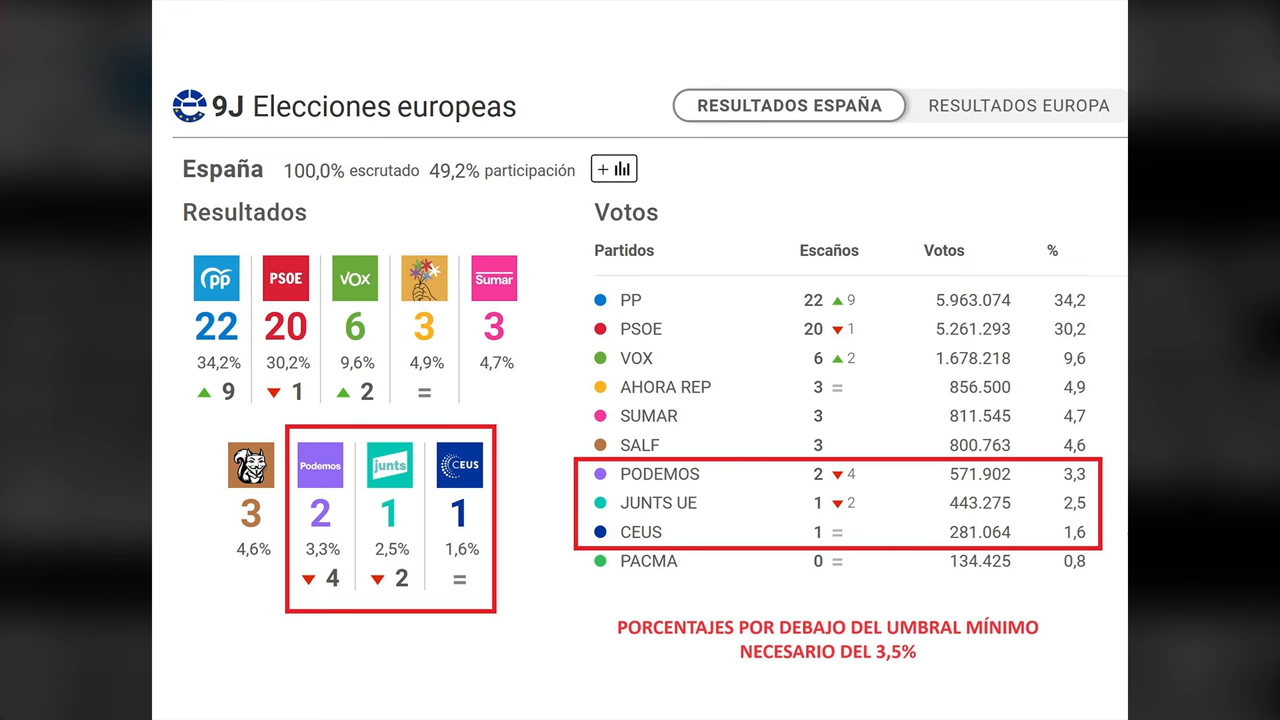 9J Elecciones europeas
RESULTADOS ESPAÑA
RESULTADOS EUROPA
España 100,0% escrutado 49,2% participación
+
Resultados
pp PSOE VOX Sumar
22 20 6 3 3
34,2% 30,2% 9,6% 4,9% 4,7%
9 1 2 =
Podemos junts CEUS
3 2 1 1
4,6% 3,3% 2,5% 1,6%
4 2 =
Votos
Partidos Escaños Votos %
PP 22 9 5.963.074 34,2
PSOE 20 1 5.261.293 30,2
VOX 6 2 1.678.218 9,6
AHORA REP 3 = 856.500 4,9
SUMAR 3 811.545 4,7
SALF 3 800.763 4,6
PODEMOS 2 4 571.902 3,3
JUNTS UE 1 2 443.275 2,5
CEUS 1 = 281.064 1,6
PACMA 0 = 134.425 0,8
PORCENTAJES POR DEBAJO DEL UMBRAL MÍNIMO
NECESARIO DEL 3,5%